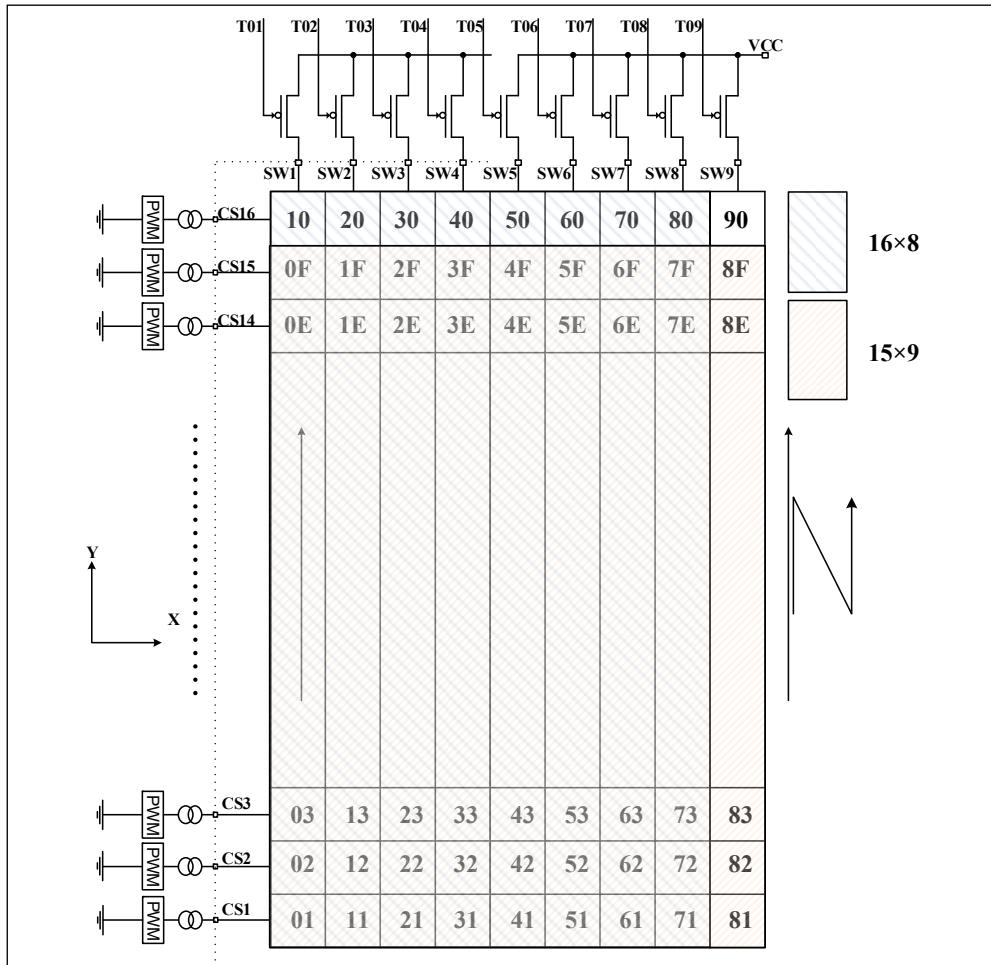 T01 T02 T03 T04 T05 T06 T07 T08 T09
VCC
SW1 SW2 SW3 SW4 SW5 SW6 SW7 SW8 SW9
PWM CS16 10 20 30 40 50 60 70 80 90
16×8
PWM CS15 0F 1F 2F 3F 4F 5F 6F 7F 8F
PWM CS14 0E 1E 2E 3E 4E 5E 6E 7E 8E
15×9
Y
X
PWM CS3 03 13 23 33 43 53 63 73 83
PWM CS2 02 12 22 32 42 52 62 72 82
PWM CS1 01 11 21 31 41 51 61 71 81